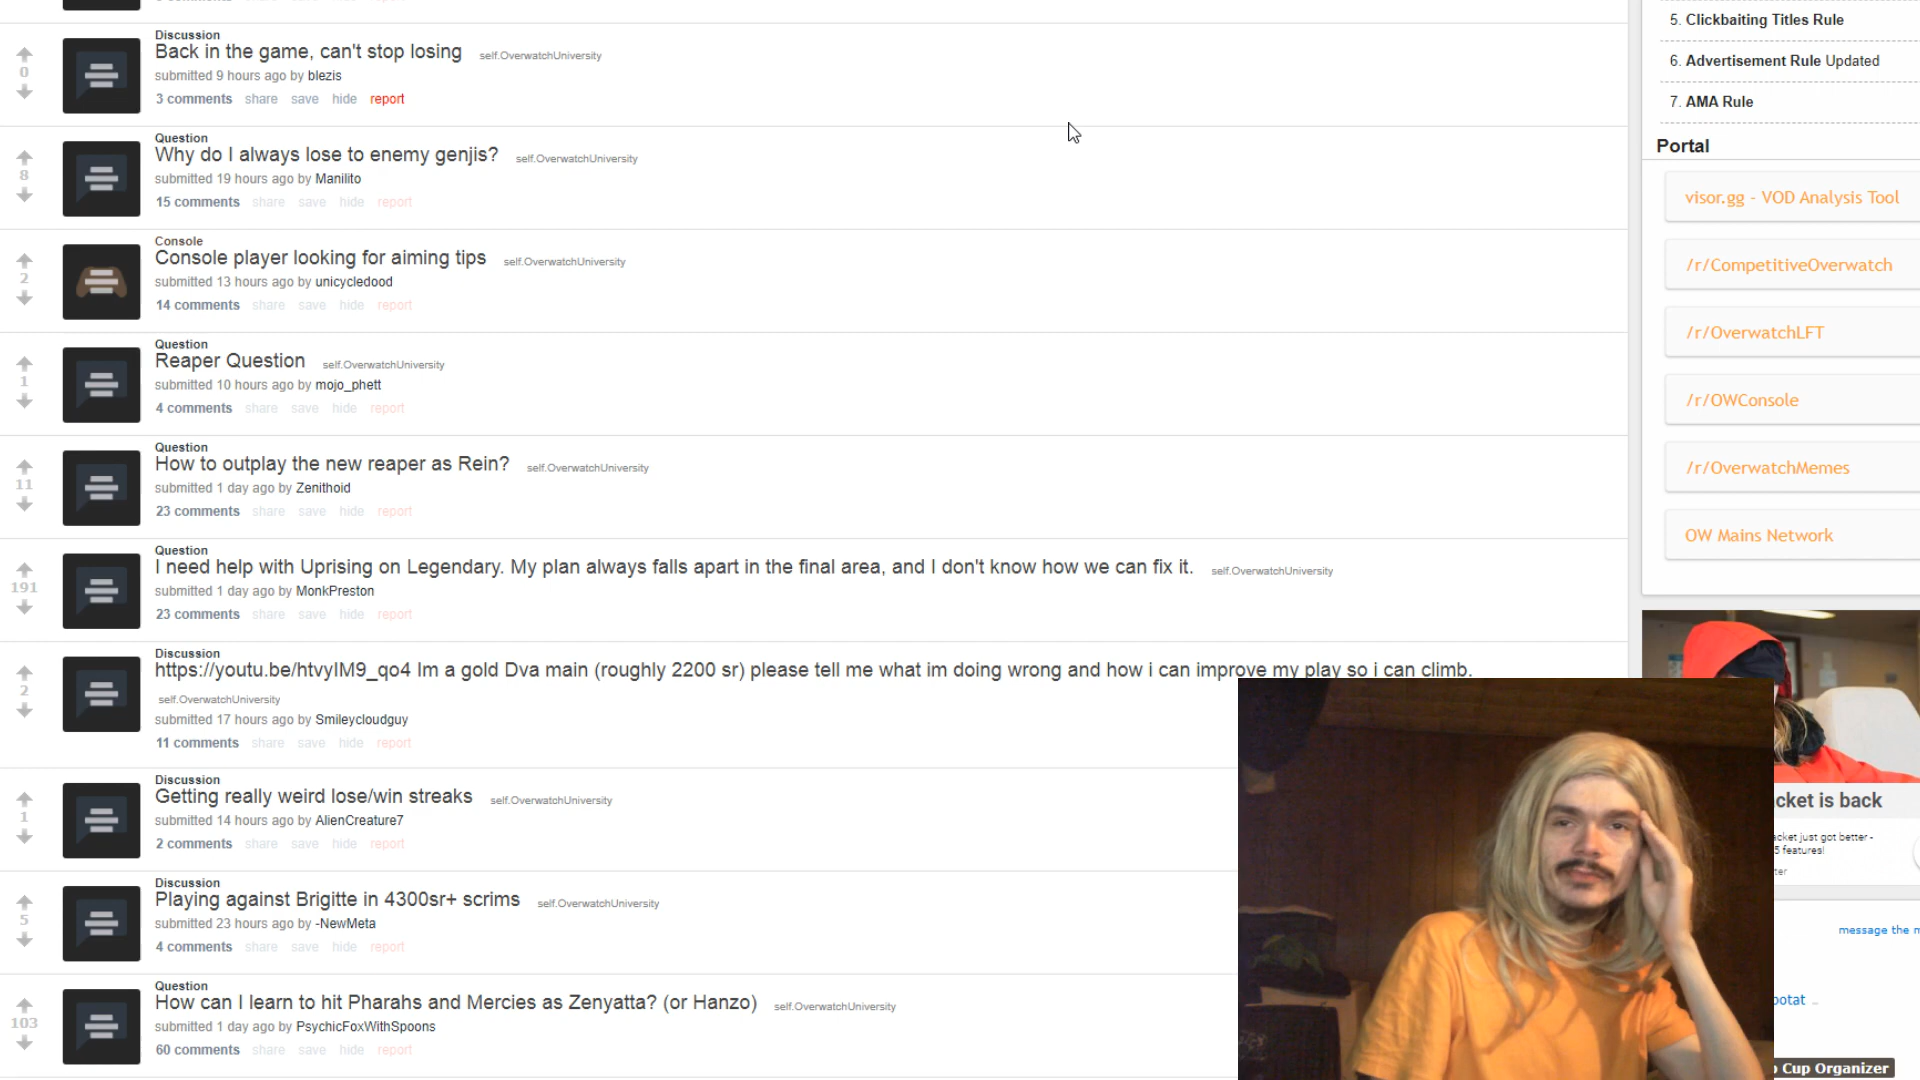 Discussion
Back in the game, can't stop losing self.OverwatchUniversity
0
submitted 9 hours ago by blezis
3 comments share save hide report
Question
Why do I always lose to enemy genjis? self.OverwatchUniversity
8
submitted 19 hours ago by Manilito
15 comments share save hide report
Console
Console player looking for aiming tips self.OverwatchUniversity
2
submitted 13 hours ago by unicycledood
14 comments share save hide report
Question
Reaper Question self.OverwatchUniversity
1
submitted 10 hours ago by mojo_phett
4 comments share save hide report
Question
How to outplay the new reaper as Rein? self.OverwatchUniversity
11
submitted 1 day ago by Zenithoid
23 comments share save hide report
Question
I need help with Uprising on Legendary. My plan always falls apart in the final area, and I don't know how we can fix it. self.OverwatchUniversity
191
submitted 1 day ago by MonkPreston
23 comments share save hide report
Discussion
https://youtu.be/htvyIM9_qo4 Im a gold Dva main (roughly 2200 sr) please tell me what im doing wrong and how i can improve my play so i can climb.
2
self.OverwatchUniversity
submitted 17 hours ago by Smileycloudguy
11 comments share save hide report
Discussion
Getting really weird lose/win streaks self.OverwatchUniversity
1
submitted 14 hours ago by AlienCreature7
2 comments share save hide report
Discussion
Playing against Brigitte in 4300sr+ scrims self.OverwatchUniversity
5
submitted 23 hours ago by -NewMeta
4 comments share save hide report
Question
How can I learn to hit Pharahs and Mercies as Zenyatta? (or Hanzo) self.OverwatchUniversity
103
submitted 1 day ago by PsychicFoxWithSpoons
60 comments share save hide report
5. Clickbaiting Titles Rule
6. Advertisement Rule Updated
7. AMA Rule
Portal
visor.gg - VOD Analysis Tool
/r/CompetitiveOverwatch
/r/OverwatchLFT
/r/OWConsole
/r/OverwatchMemes
OW Mains Network
cket is back
acket just got better -
5 features!
ter
message the m
potat
Cup Organizer